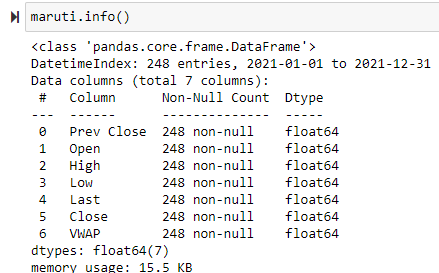 maruti.info()
<class 'pandas.core.frame.DataFrame'>
DatetimeIndex: 248 entries, 2021-01-01 to 2021-12-31
Data columns (total 7 columns):
 #   Column      Non-Null Count  Dtype
---  ------      --------------  -----
 0   Prev Close  248 non-null    float64
 1   Open        248 non-null    float64
 2   High        248 non-null    float64
 3   Low         248 non-null    float64
 4   Last        248 non-null    float64
 5   Close       248 non-null    float64
 6   VWAP        248 non-null    float64
dtypes: float64(7)
memory usage: 15.5 KB